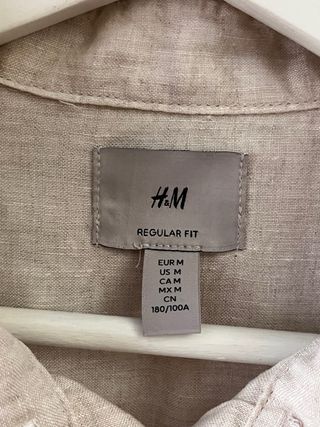 H&M
REGULAR FIT
EUR M
US M
CA M
MX M
CN
180/100A